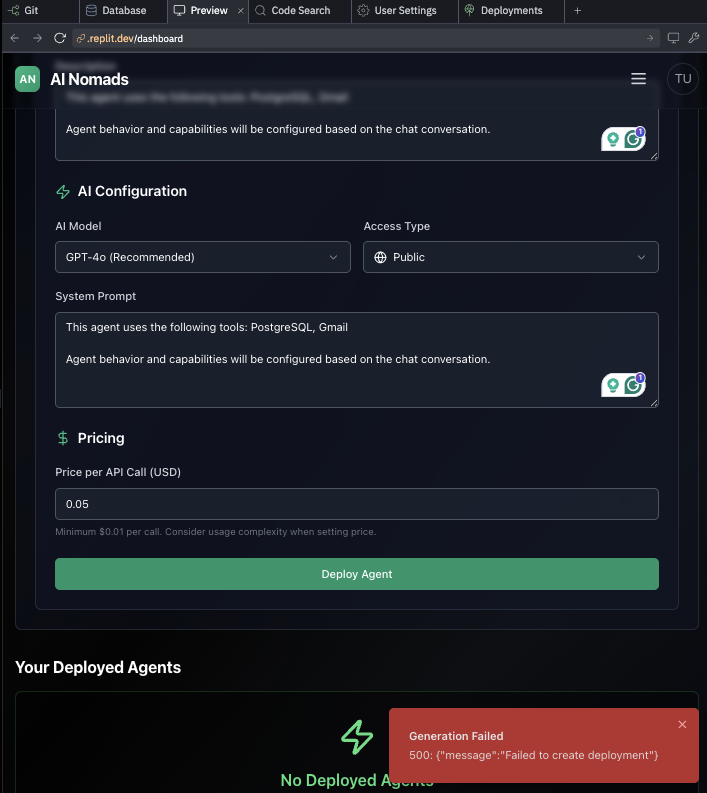 Git
Database
Preview
Code Search
User Settings
Deployments
.replit.dev/dashboard
AN
AI Nomads
TU
Description
This agent uses the following tools: PostgreSQL, Gmail
Agent behavior and capabilities will be configured based on the chat conversation.
1
AI Configuration
AI Model
Access Type
GPT-4o (Recommended)
Public
System Prompt
This agent uses the following tools: PostgreSQL, Gmail
Agent behavior and capabilities will be configured based on the chat conversation.
1
Pricing
Price per API Call (USD)
0.05
Minimum $0.01 per call. Consider usage complexity when setting price.
Deploy Agent
Your Deployed Agents
No Deployed Agents
Generation Failed
500: {"message":"Failed to create deployment"}